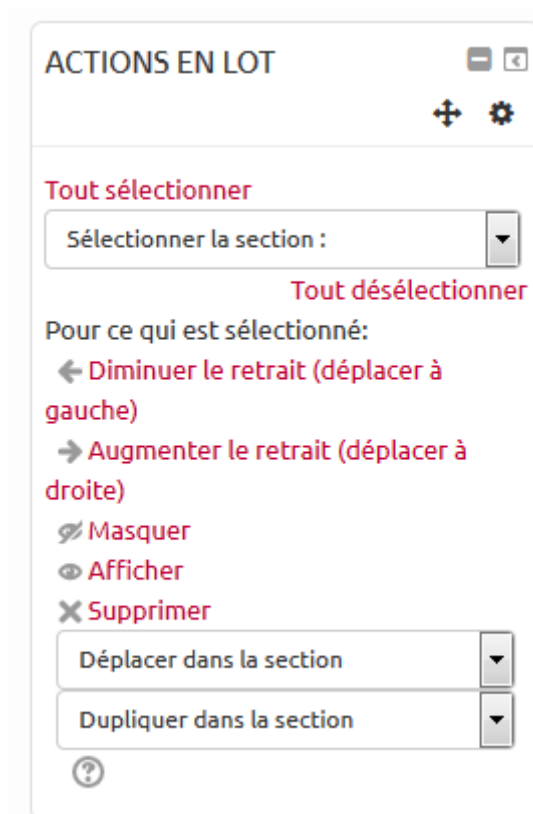 ACTIONS EN LOT
Tout sélectionner
Sélectionner la section :
Tout désélectionner
Pour ce qui est sélectionné:
Diminuer le retrait (déplacer à
gauche)
Augmenter le retrait (déplacer à
droite)
Masquer
Afficher
Supprimer
Déplacer dans la section
Dupliquer dans la section
?